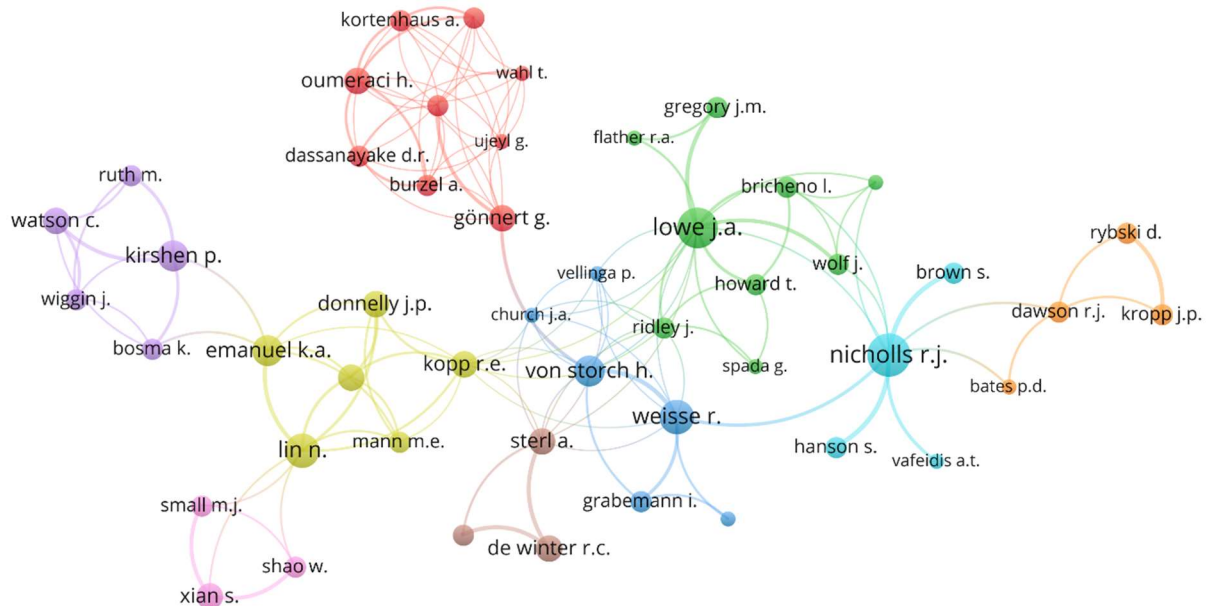 kortenhaus a.
oumeraci h.
wahl t.
ujeyl g.
dassanayake d.r.
burzel a.
gönnert g.
gregory j.m.
flather r.a.
bricheno l.
lowe j.a.
wolf j.
howard t.
ridley j.
spada g.
ruth m.
watson c.
kirshen p.
wiggin j.
bosma k.
donnelly j.p.
emanuel k.a.
kopp r.e.
lin n.
mann m.e.
vellinga p.
church j.a.
von storch h.
weisse r.
grabemann i.
sterl a.
de winter r.c.
small m.j.
shao w.
xian s.
brown s.
nicholls r.j.
hanson s.
vafeidis a.t.
rybski d.
dawson r.j.
kropp j.p.
bates p.d.